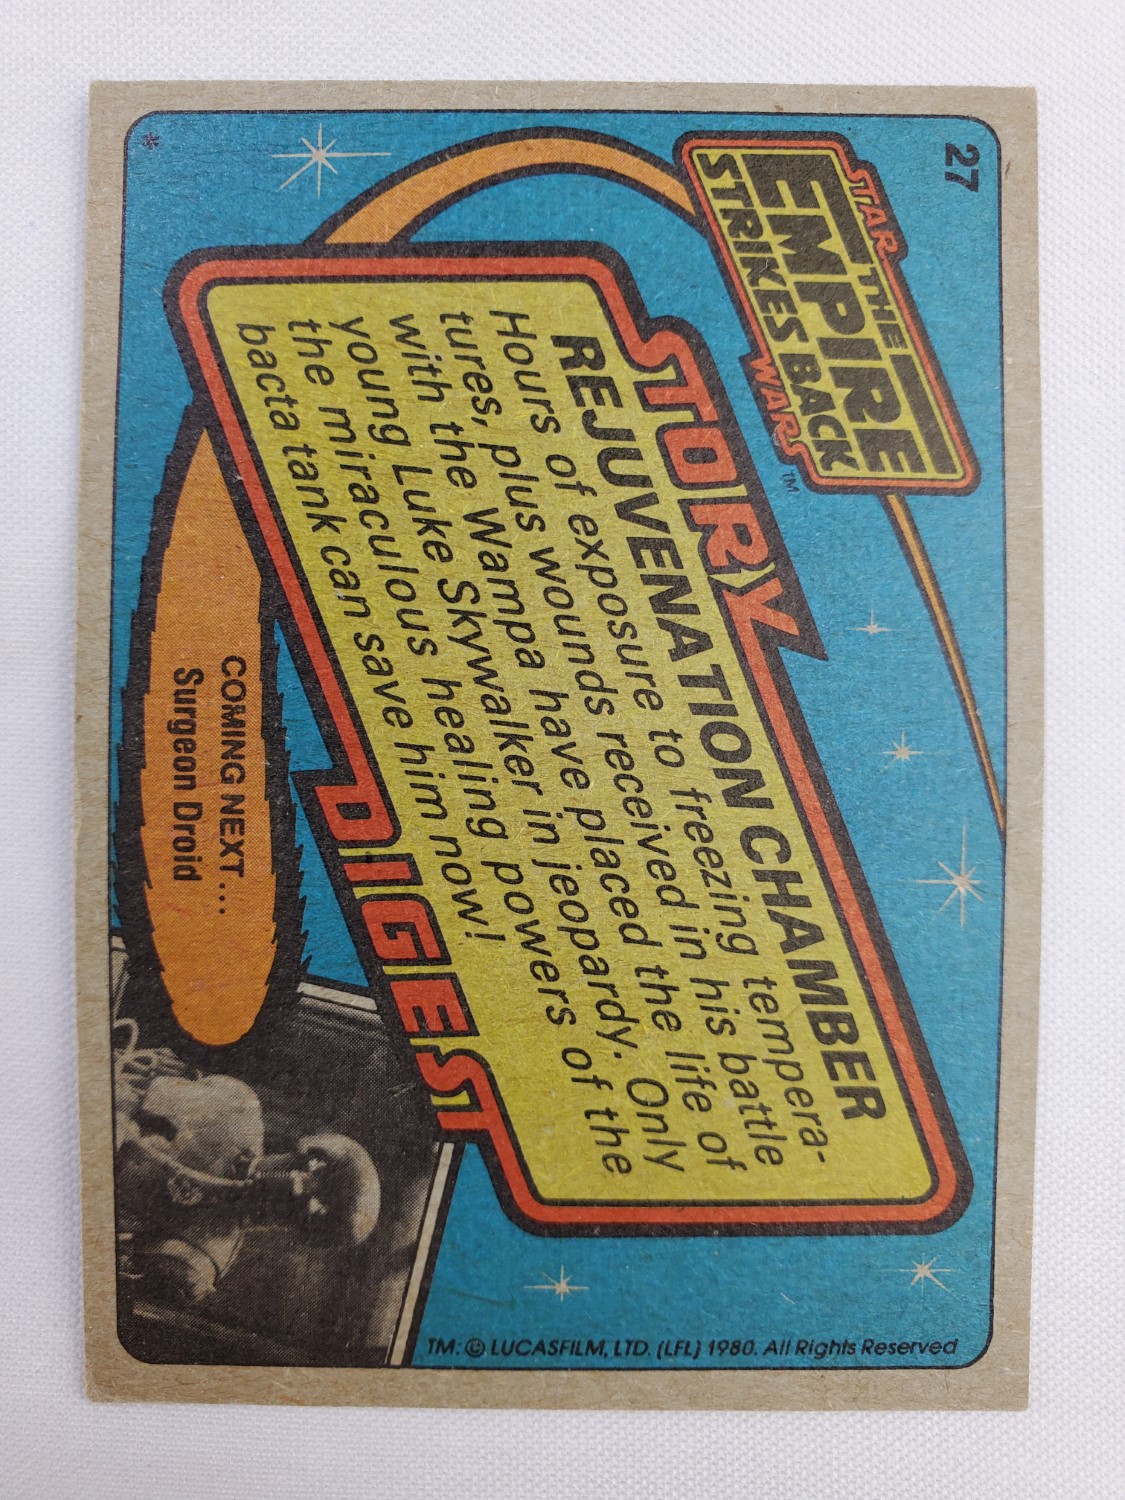 27
STAR
THE
EMPIRE
STRIKES BACK
WARS TM
STORY
REJUVENATION CHAMBER
Hours of exposure to freezing tempera-
tures, plus wounds received in his battle
with the Wampa have placed the life of
young Luke Skywalker in jeopardy. Only
the miraculous healing powers of the
bacta tank can save him now!
DIGEST
COMING NEXT....
Surgeon Droid
*
TM: © LUCASFILM, LTD. (LFL) 1980. All Rights Reserved